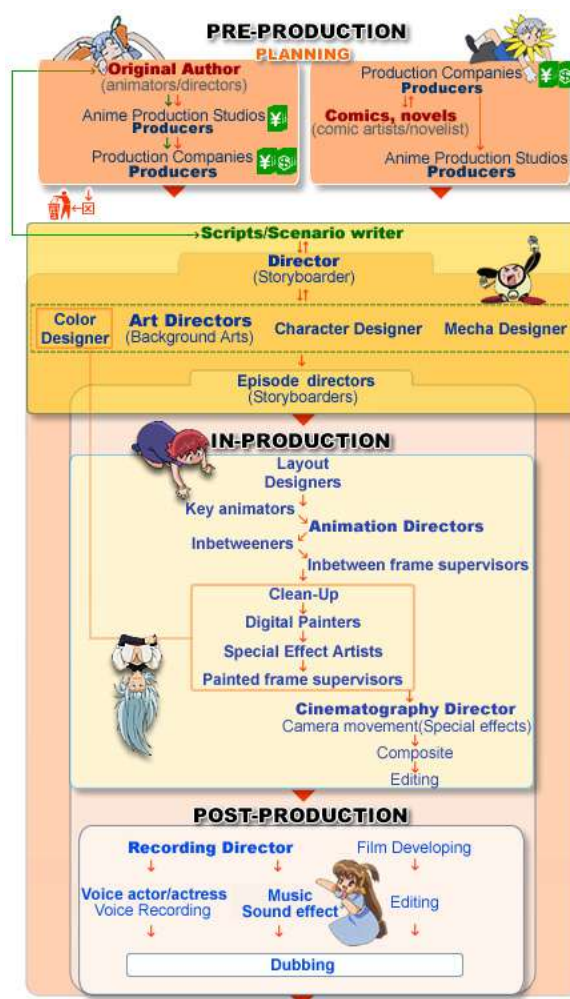 PRE-PRODUCTION
PLANNING
Original Author
(animators/directors)
Anime Production Studios ¥
Producers
Production Companies ¥
Producers
Production Companies ¥
Producers
Comics, novels
(comic artists/novelist)
Anime Production Studios
Producers
Scripts/Scenario writer
Director
(Storyboarder)
Color
Designer
Art Directors
(Background Arts)
Character Designer
Mecha Designer
Episode directors
(Storyboarders)
IN-PRODUCTION
Layout
Designers
Key animators
Animation Directors
Inbetweeners
Inbetween frame supervisors
Clean-Up
Digital Painters
Special Effect Artists
Painted frame supervisors
Cinematography Director
Camera movement(Special effects)
Composite
Editing
POST-PRODUCTION
Recording Director
Film Developing
Voice actor/actress
Voice Recording
Music
Sound effect
Editing
Dubbing